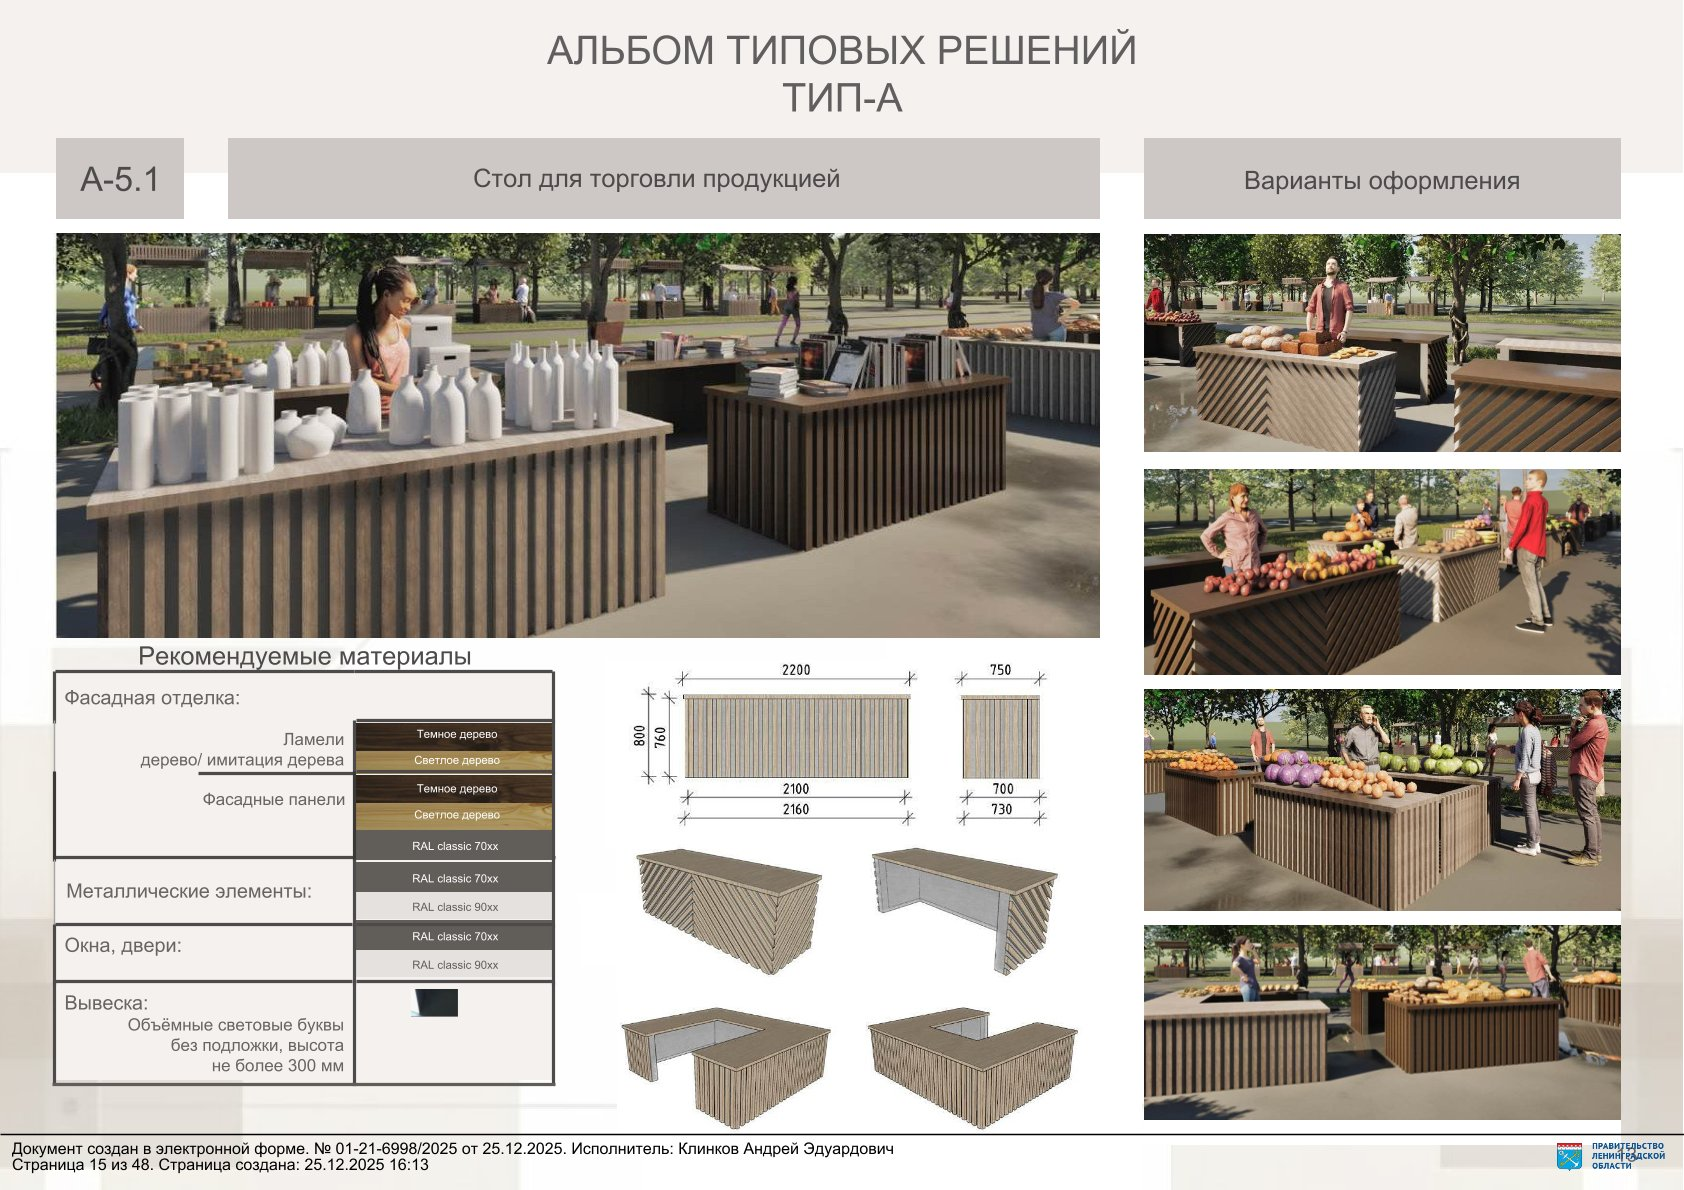 АЛЬБОМ ТИПОВЫХ РЕШЕНИЙ
ТИП-А
А-5.1
Стол для торговли продукцией
Варианты оформления
Рекомендуемые материалы
Фасадная отделка:
Ламели
дерево/ имитация дерева
Темное дерево
Светлое дерево
Фасадные панели
Темное дерево
Светлое дерево
RAL classic 70xx
Металлические элементы:
RAL classic 70xx
RAL classic 90xx
Окна, двери:
RAL classic 70xx
RAL classic 90xx
Вывеска:
Объёмные световые буквы
без подложки, высота
не более 300 мм
2200
750
800
760
2100
2160
700
730
Документ создан в электронной форме. № 01-21-6998/2025 от 25.12.2025. Исполнитель: Клинков Андрей Эдуардович
Страница 15 из 48. Страница создана: 25.12.2025 16:13
ПРАВИТЕЛЬСТВО
ЛЕНИНГРАДСКОЙ
ОБЛАСТИ